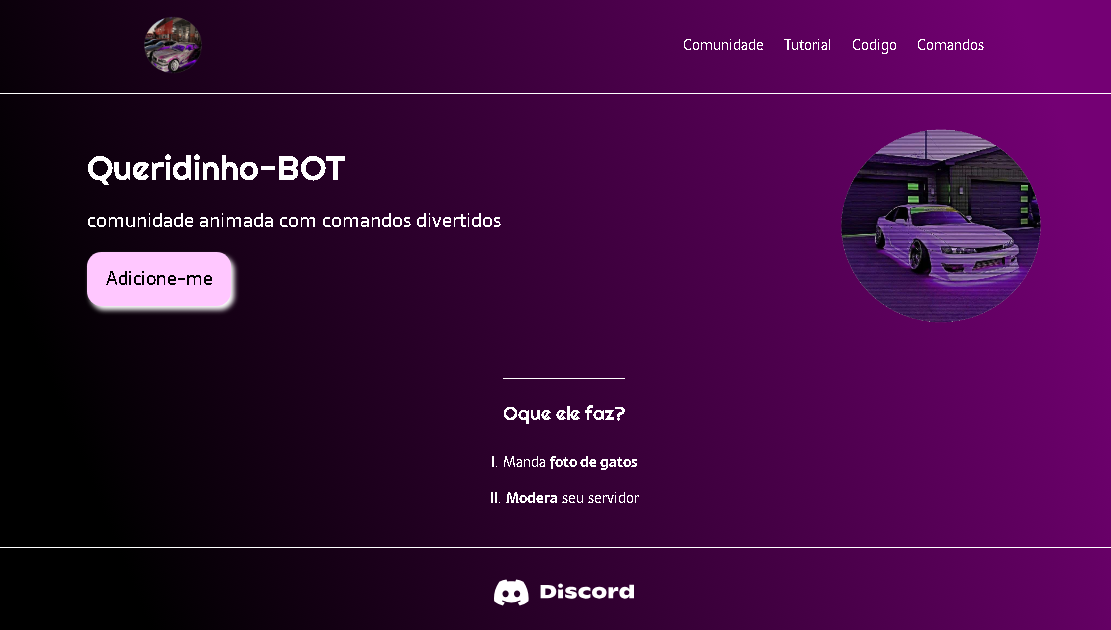 Comunidade Tutorial Codigo Comandos
Queridinho-BOT
comunidade animada com comandos divertidos
Adicione-me
Oque ele faz?
I. Manda foto de gatos
II. Modera seu servidor
Discord